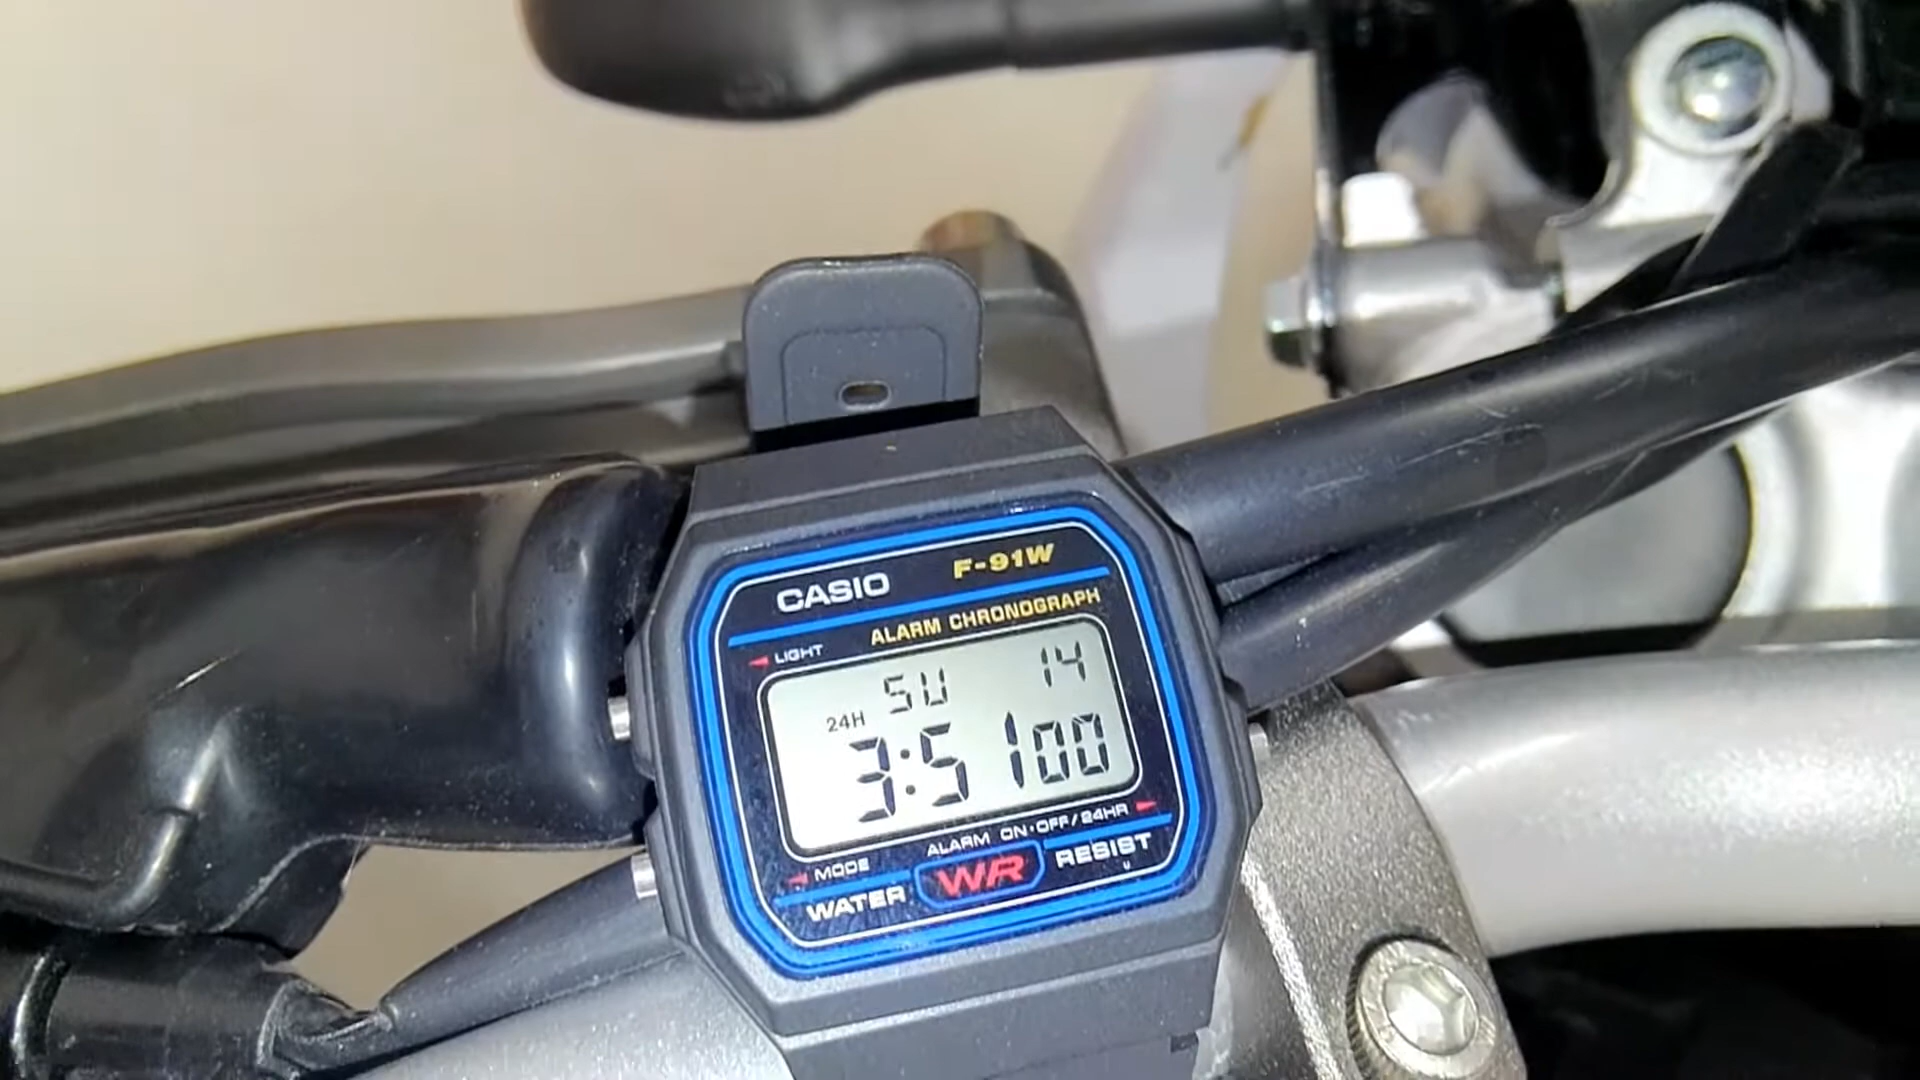 CASIO F-91W
ALARM CHRONOGRAPH
LIGHT
SU 14
24H
3:51 00
ALARM ON•OFF/24HR
MODE
WATER WR RESIST